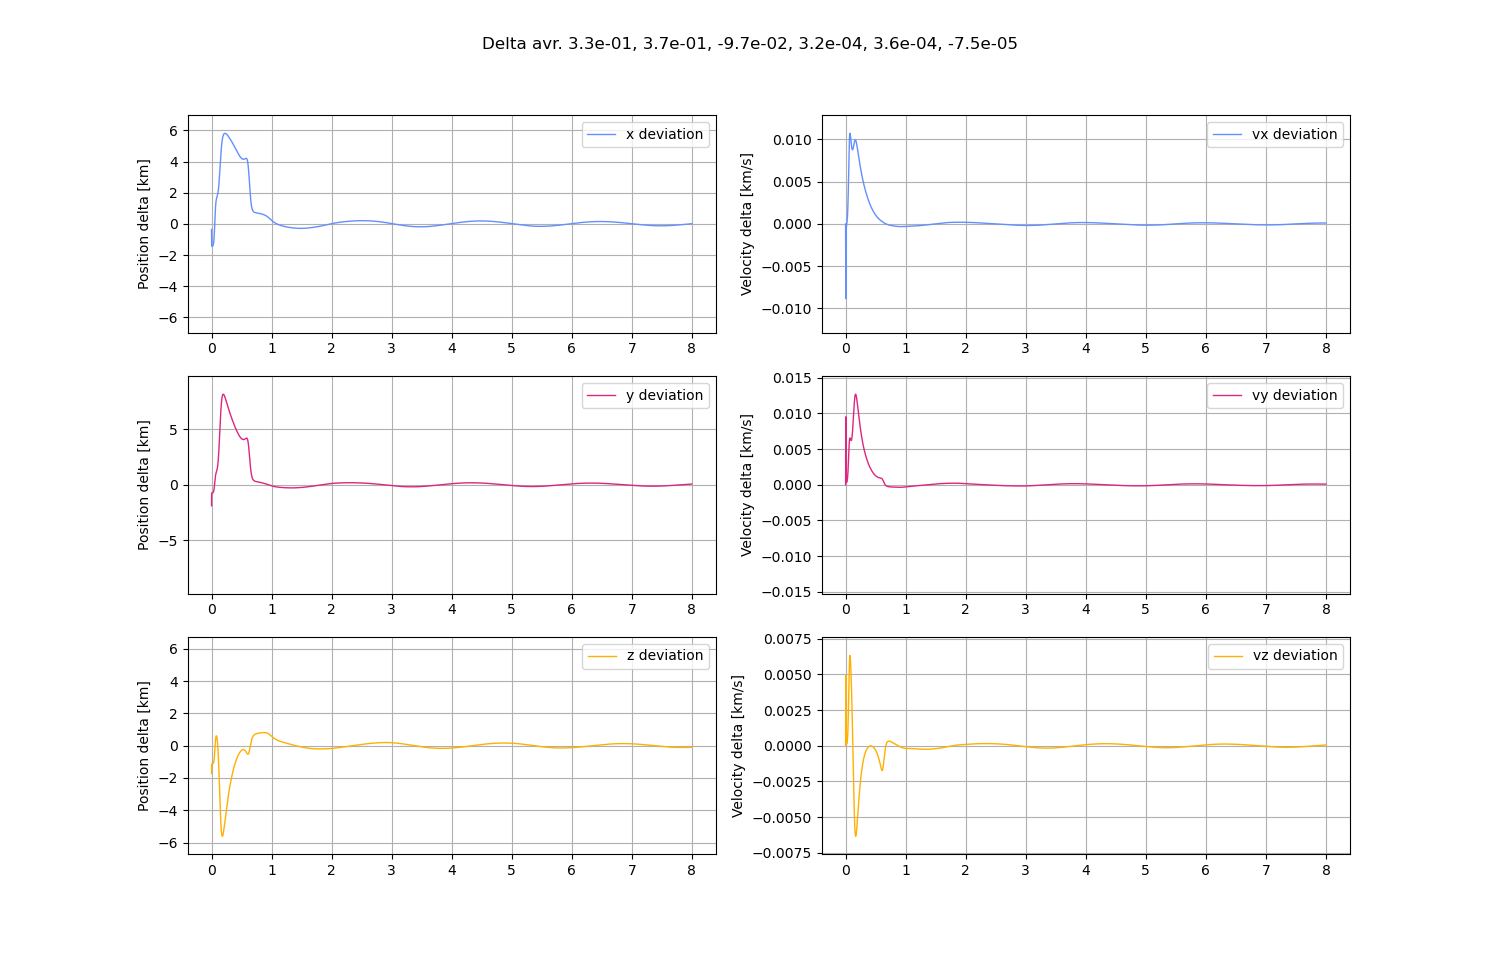 Delta avr. 3.3e-01, 3.7e-01, -9.7e-02, 3.2e-04, 3.6e-04, -7.5e-05
Position delta [km]
6
4
2
0
−2
−4
−6
x deviation
0 1 2 3 4 5 6 7 8
Velocity delta [km/s]
0.010
0.005
0.000
−0.005
−0.010
vx deviation
0 1 2 3 4 5 6 7 8
Position delta [km]
5
0
−5
y deviation
0 1 2 3 4 5 6 7 8
Velocity delta [km/s]
0.015
0.010
0.005
0.000
−0.005
−0.010
−0.015
vy deviation
0 1 2 3 4 5 6 7 8
Position delta [km]
6
4
2
0
−2
−4
−6
z deviation
0 1 2 3 4 5 6 7 8
Velocity delta [km/s]
0.0075
0.0050
0.0025
0.0000
−0.0025
−0.0050
−0.0075
vz deviation
0 1 2 3 4 5 6 7 8